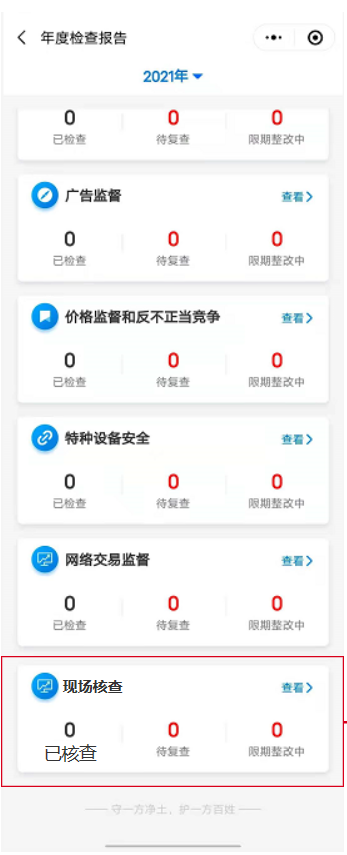 年度检查报告
2021年
0 0 0
已检查 待复查 限期整改中
广告监督 查看
0 0 0
已检查 待复查 限期整改中
价格监督和反不正当竞争 查看
0 0 0
已检查 待复查 限期整改中
特种设备安全 查看
0 0 0
已检查 待复查 限期整改中
网络交易监督 查看
0 0 0
已检查 待复查 限期整改中
现场核查 查看
0 0 0
已核查 待复查 限期整改中
守一方净土、护一方百姓